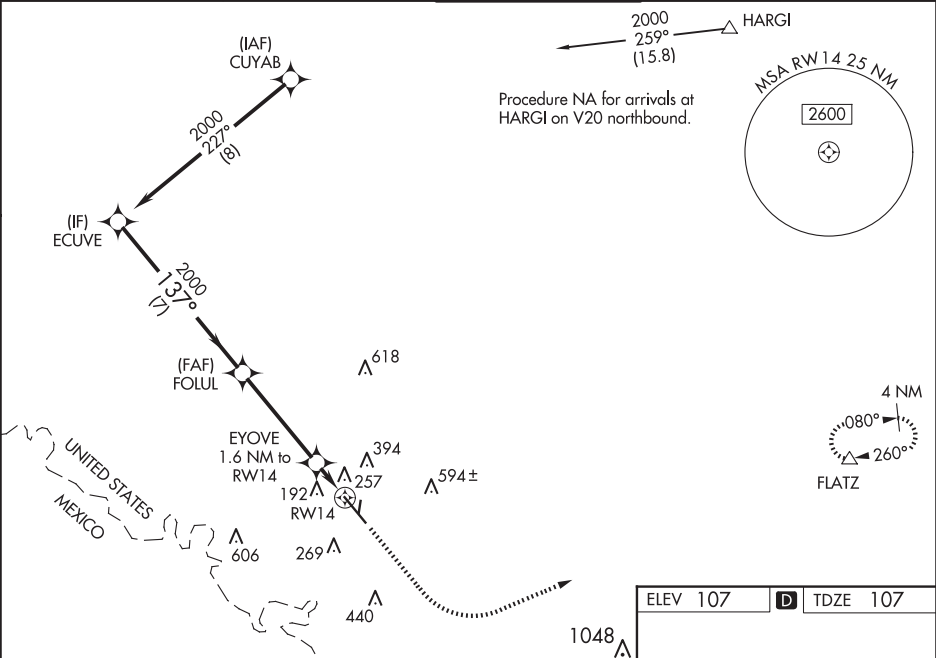 2000
259°
(15.8)
HARGI
(IAF)
CUYAB
MSA RW 14 25 NM
2600
Procedure NA for arrivals at
HARGI on V20 northbound.
2000
227°
(8)
(IF)
ECUVE
2000
137°
(7)
(FAF)
FOLUL
618
4 NM
080°
260°
FLATZ
EYOVE
1.6 NM to
RW14
394
257
594±
192
RW14
UNITED STATES
MEXICO
606
269
440
1048
ELEV 107 D TDZE 107